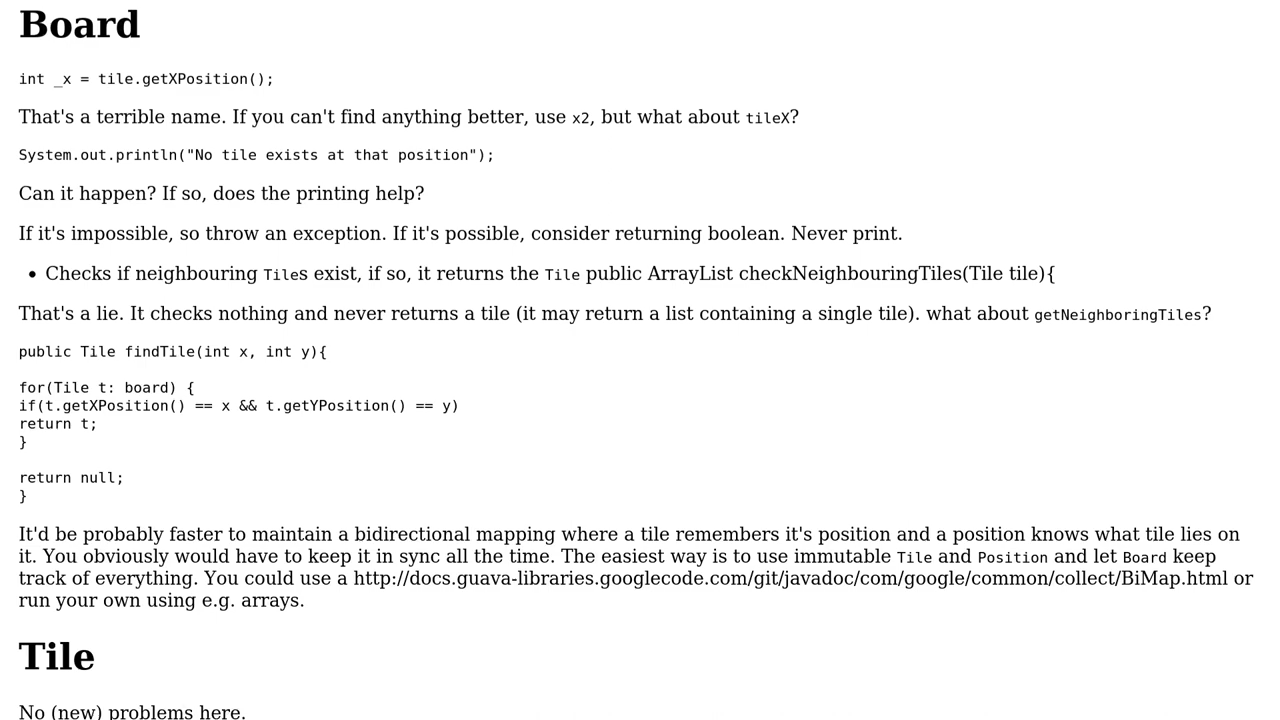 Board
int _x = tile.getXPosition();
That's a terrible name. If you can't find anything better, use x2, but what about tileX?
System.out.println("No tile exists at that position");
Can it happen? If so, does the printing help?
If it's impossible, so throw an exception. If it's possible, consider returning boolean. Never print.
• Checks if neighbouring Tiles exist, if so, it returns the Tile public ArrayList checkNeighbouringTiles(Tile tile){
That's a lie. It checks nothing and never returns a tile (it may return a list containing a single tile). what about getNeighboringTiles?
public Tile findTile(int x, int y){
for(Tile t: board) {
if(t.getXPosition() == x && t.getYPosition() == y)
return t;
}
return null;
}
It'd be probably faster to maintain a bidirectional mapping where a tile remembers it's position and a position knows what tile lies on
it. You obviously would have to keep it in sync all the time. The easiest way is to use immutable Tile and Position and let Board keep
track of everything. You could use a http://docs.guava-libraries.googlecode.com/git/javadoc/com/google/common/collect/BiMap.html or
run your own using e.g. arrays.
Tile
No (new) problems here.